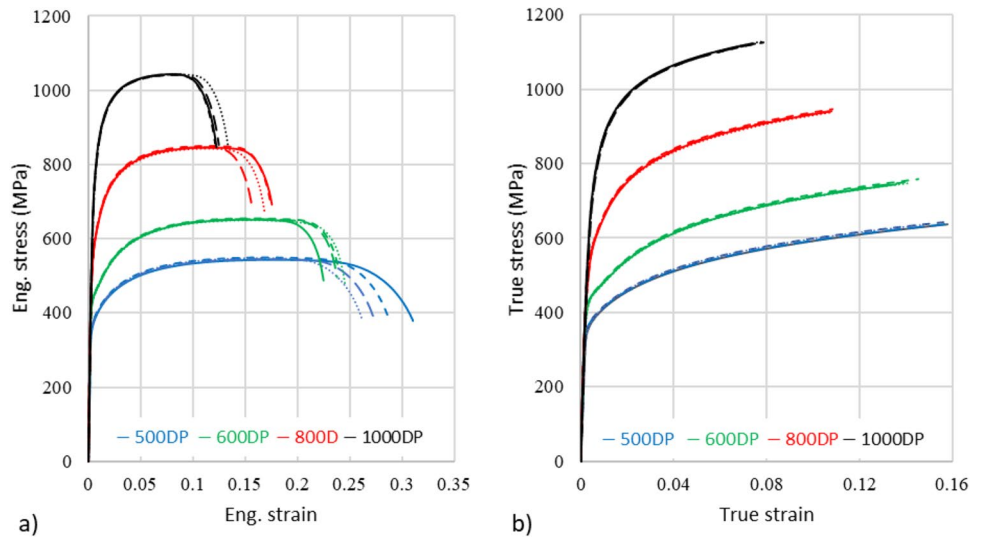 1200
1000
800
600
400
200
0
Eng. stress (MPa)
500DP 600DP 800D 1000DP
0 0.05 0.1 0.15 0.2 0.25 0.3 0.35
Eng. strain
a)
1200
1000
800
600
400
200
0
True stress (MPa)
500DP 600DP 800DP 1000DP
0 0.04 0.08 0.12 0.16
True strain
b)